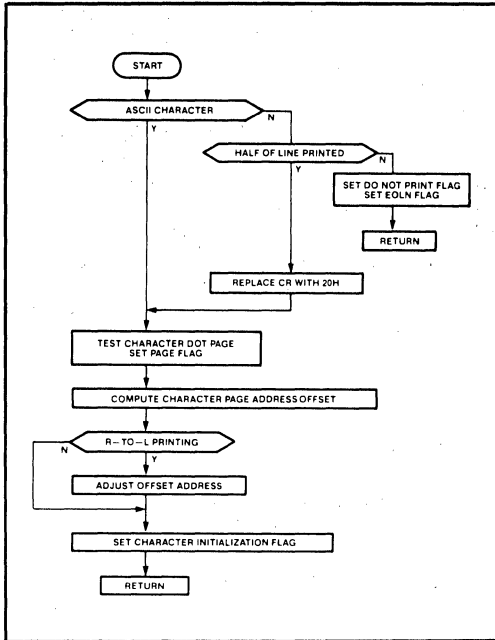 START
ASCII CHARACTER
N
Y
HALF OF LINE PRINTED
N
Y
SET DO NOT PRINT FLAG
SET EOLN FLAG
RETURN
REPLACE CR WITH 20H
TEST CHARACTER DOT PAGE
SET PAGE FLAG
COMPUTE CHARACTER PAGE ADDRESS OFFSET
R-TO-L PRINTING
N
Y
ADJUST OFFSET ADDRESS
SET CHARACTER INITIALIZATION FLAG
RETURN